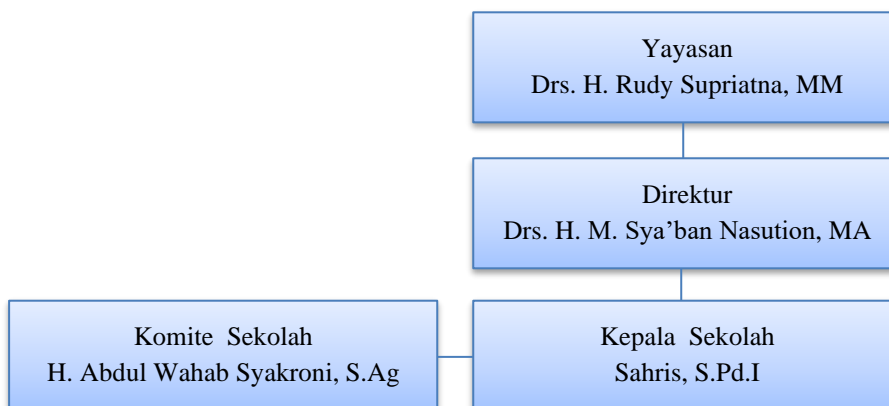 Yayasan
Drs. H. Rudy Supriatna, MM
Direktur
Drs. H. M. Sya’ban Nasution, MA
Komite Sekolah
H. Abdul Wahab Syakroni, S.Ag
Kepala Sekolah
Sahris, S.Pd.I